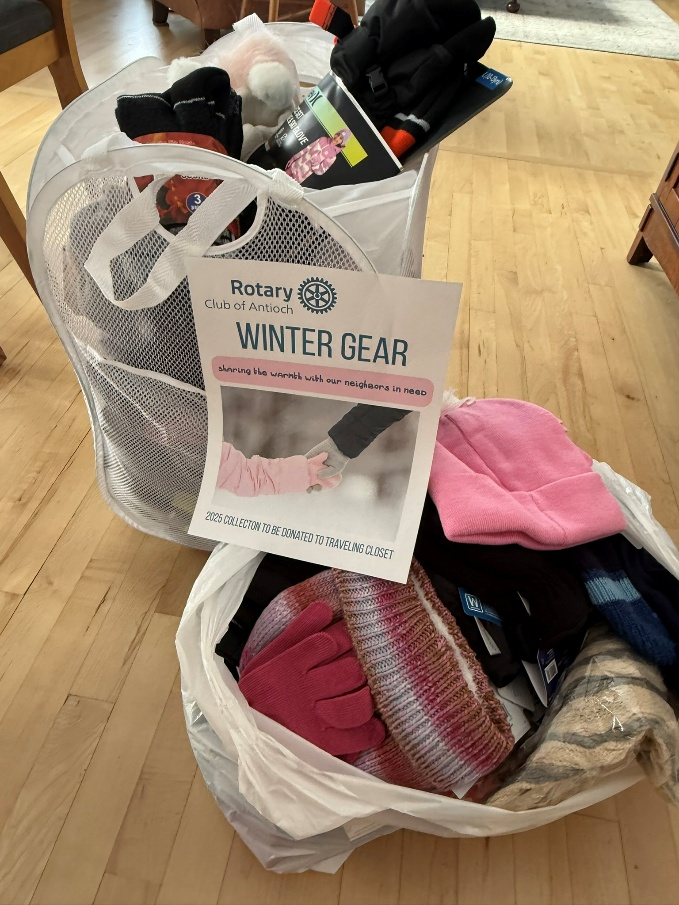 3
Rotary
Club of Antioch
WINTER GEAR
sharing the warmth with our neighbors in need
2025 COLLECTON TO BE DONATED TO TRAVELING CLOSET
W